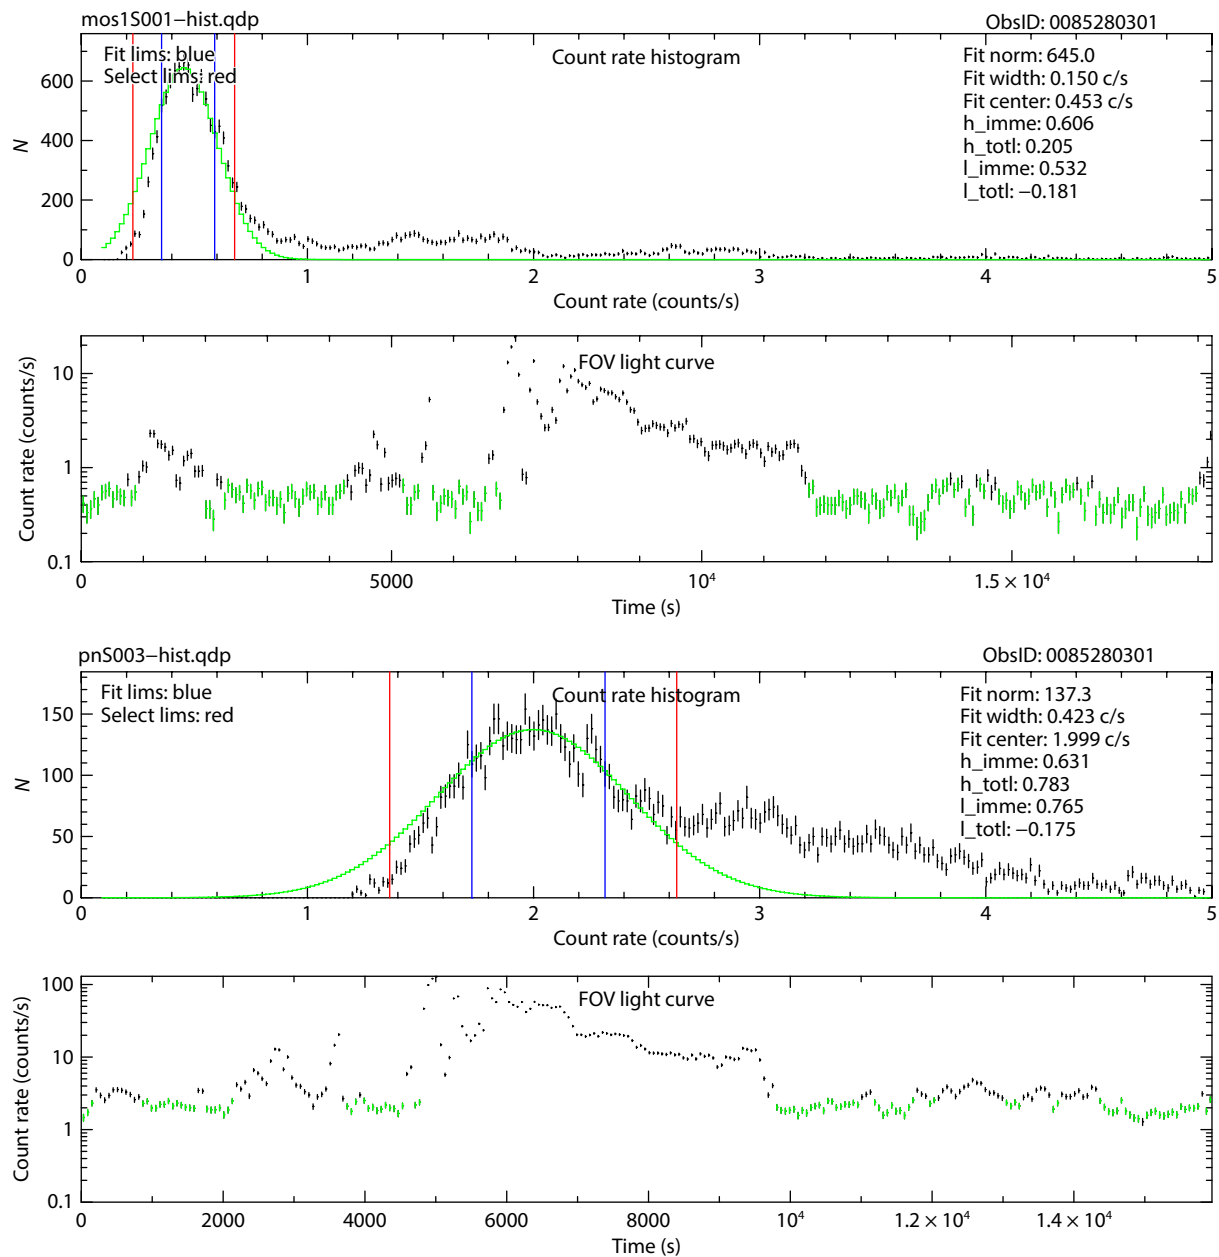 mos1S001−hist.qdp ObsID: 0085280301
Fit lims: blue
Select lims: red
Count rate histogram
Fit norm: 645.0
Fit width: 0.150 c/s
Fit center: 0.453 c/s
h_imme: 0.606
h_totl: 0.205
l_imme: 0.532
l_totl: −0.181
N
600
400
200
0
0 1 2 3 4 5
Count rate (counts/s)
FOV light curve
Count rate (counts/s)
10
1
0.1
0 5000 10⁴ 1.5 × 10⁴
Time (s)
pnS003−hist.qdp ObsID: 0085280301
Fit lims: blue
Select lims: red
Count rate histogram
Fit norm: 137.3
Fit width: 0.423 c/s
Fit center: 1.999 c/s
h_imme: 0.631
h_totl: 0.783
l_imme: 0.765
l_totl: −0.175
N
150
100
50
0
0 1 2 3 4 5
Count rate (counts/s)
FOV light curve
Count rate (counts/s)
100
10
1
0.1
0 2000 4000 6000 8000 10⁴ 1.2 × 10⁴ 1.4 × 10⁴
Time (s)